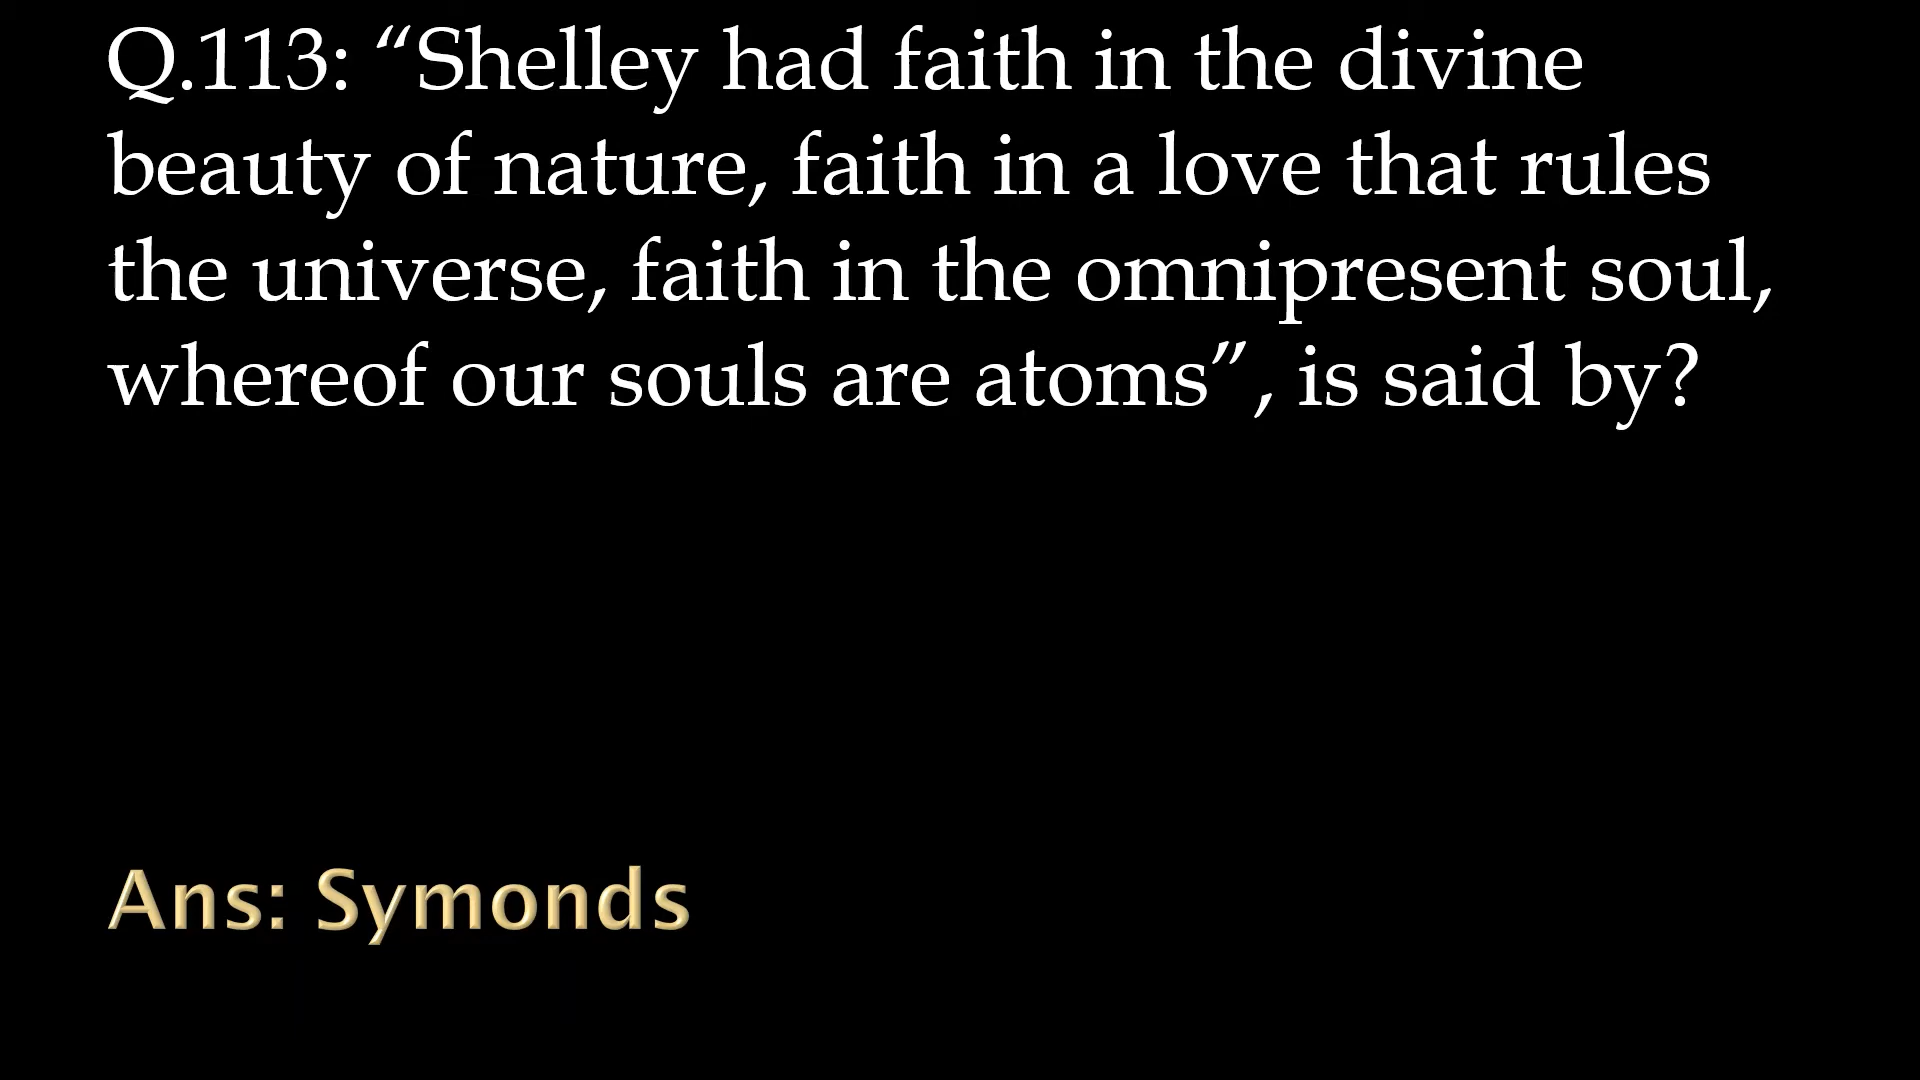 Q.113: “Shelley had faith in the divine
beauty of nature, faith in a love that rules
the universe, faith in the omnipresent soul,
whereof our souls are atoms”, is said by?
Ans: Symonds